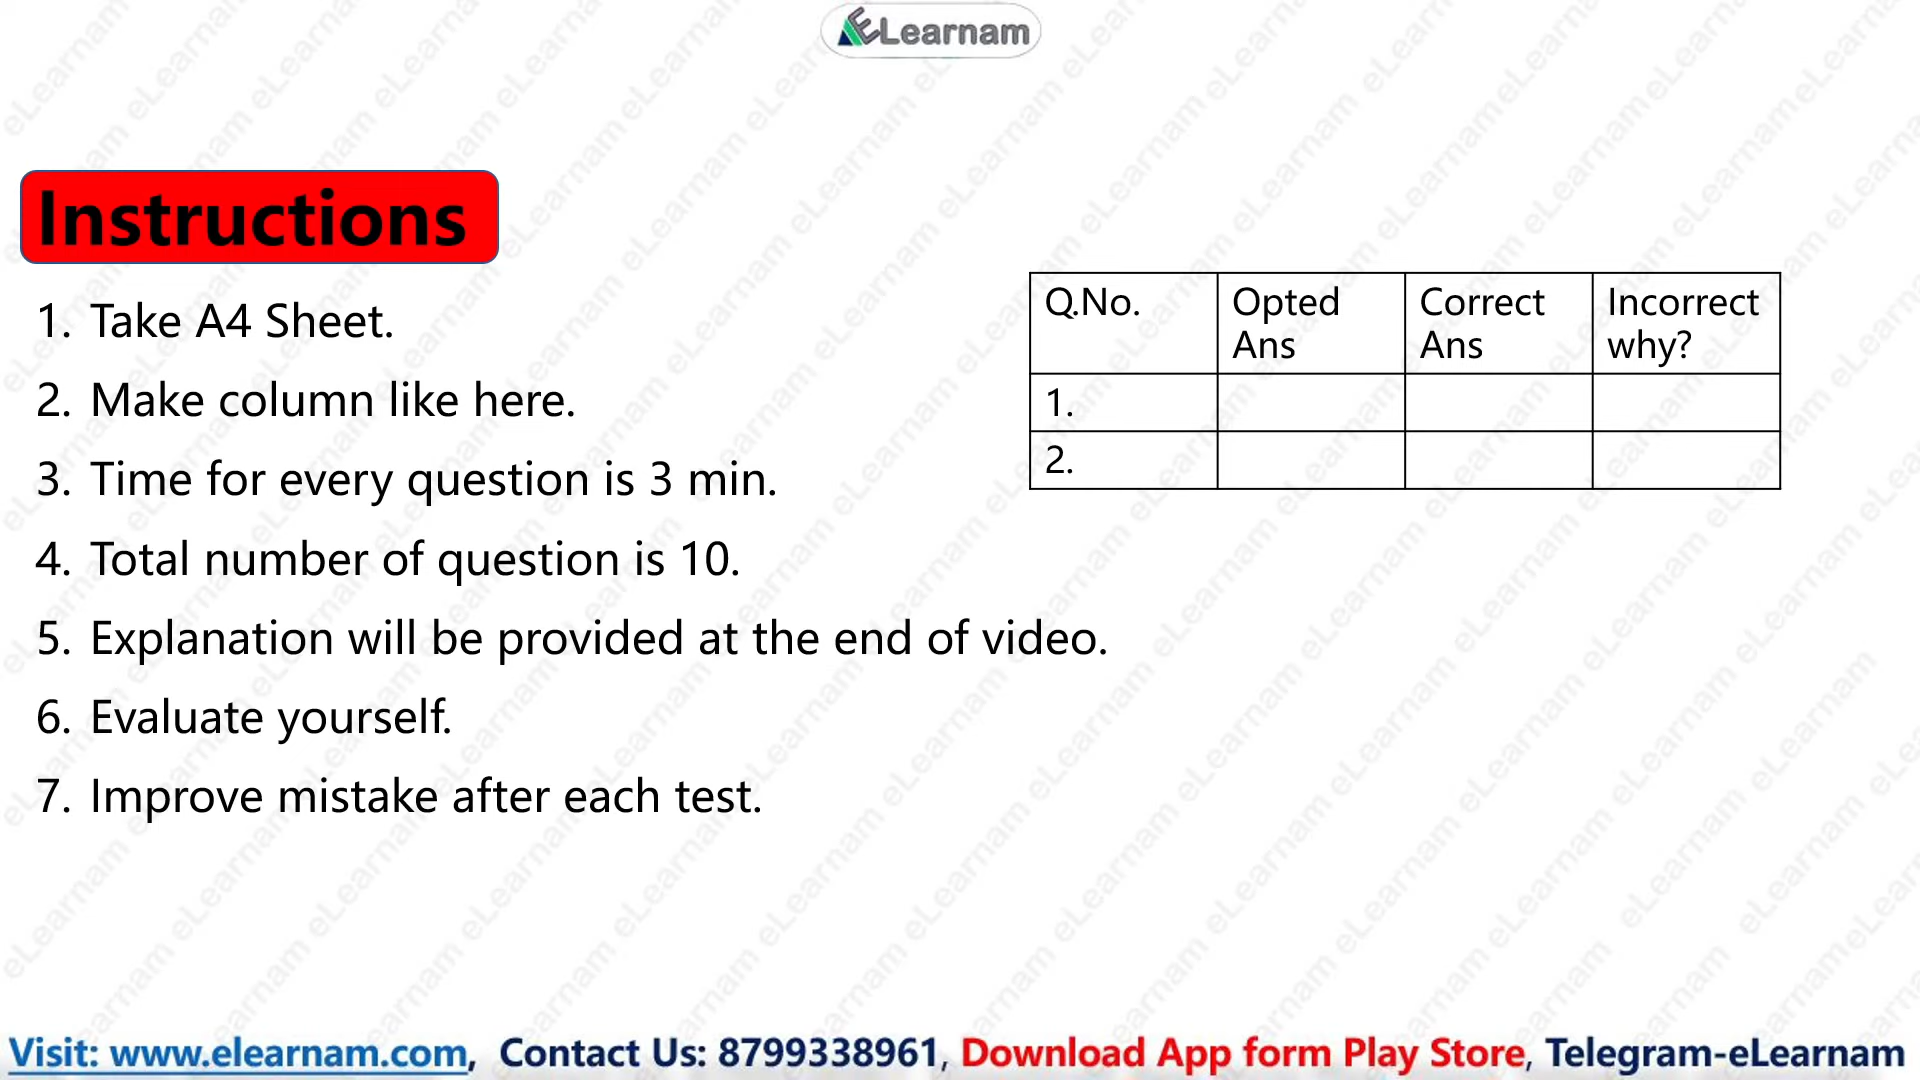 ELearnam
Instructions
1. Take A4 Sheet.
2. Make column like here.
3. Time for every question is 3 min.
4. Total number of question is 10.
5. Explanation will be provided at the end of video.
6. Evaluate yourself.
7. Improve mistake after each test.
Q.No. Opted Ans Correct Ans Incorrect why?
1.
2.
Visit: www.elearnam.com, Contact Us: 8799338961, Download App form Play Store, Telegram-eLearnam